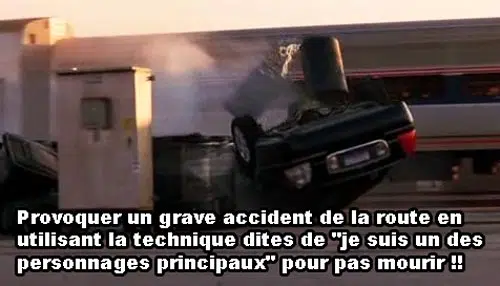 Provoquer un grave accident de la route en
utilisant la technique dites de "je suis un des
personnages principaux" pour pas mourir !!